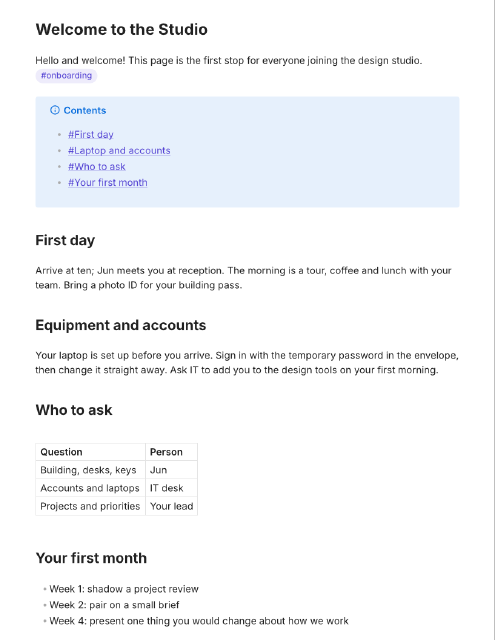 Welcome to the Studio
Hello and welcome! This page is the first stop for everyone joining the design studio.
#onboarding
Contents
#First day
#Laptop and accounts
#Who to ask
#Your first month
First day
Arrive at ten; Jun meets you at reception. The morning is a tour, coffee and lunch with your
team. Bring a photo ID for your building pass.
Equipment and accounts
Your laptop is set up before you arrive. Sign in with the temporary password in the envelope,
then change it straight away. Ask IT to add you to the design tools on your first morning.
Who to ask
Question Person
Building, desks, keys Jun
Accounts and laptops IT desk
Projects and priorities Your lead
Your first month
Week 1: shadow a project review
Week 2: pair on a small brief
Week 4: present one thing you would change about how we work